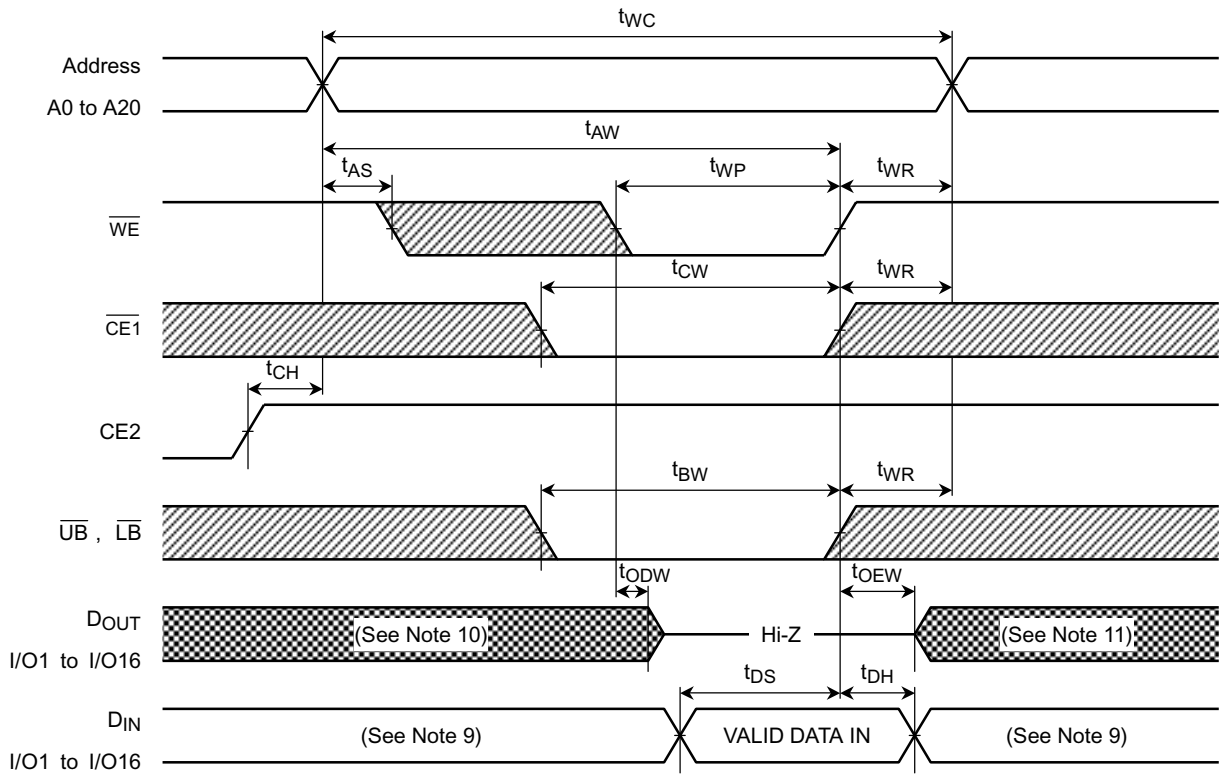 tWC
Address
A0 to A20
tAW
tAS
tWP
tWR
WE
tCW
tWR
CE1
tCH
CE2
tBW
tWR
UB , LB
tODW
tOEW
DOUT
(See Note 10)
Hi-Z
(See Note 11)
I/O1 to I/O16
tDS
tDH
DIN
(See Note 9)
VALID DATA IN
(See Note 9)
I/O1 to I/O16